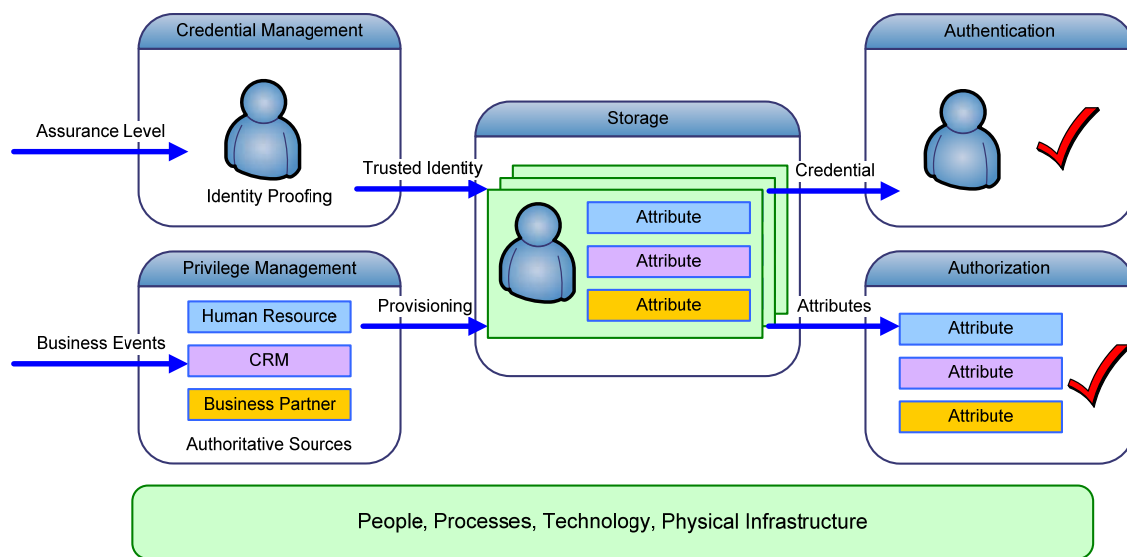 Credential Management
Assurance Level
Identity Proofing
Trusted Identity
Privilege Management
Business Events
Human Resource
CRM
Business Partner
Authoritative Sources
Provisioning
Storage
Attribute
Attribute
Attribute
Credential
Authentication
Attributes
Authorization
Attribute
Attribute
Attribute
People, Processes, Technology, Physical Infrastructure